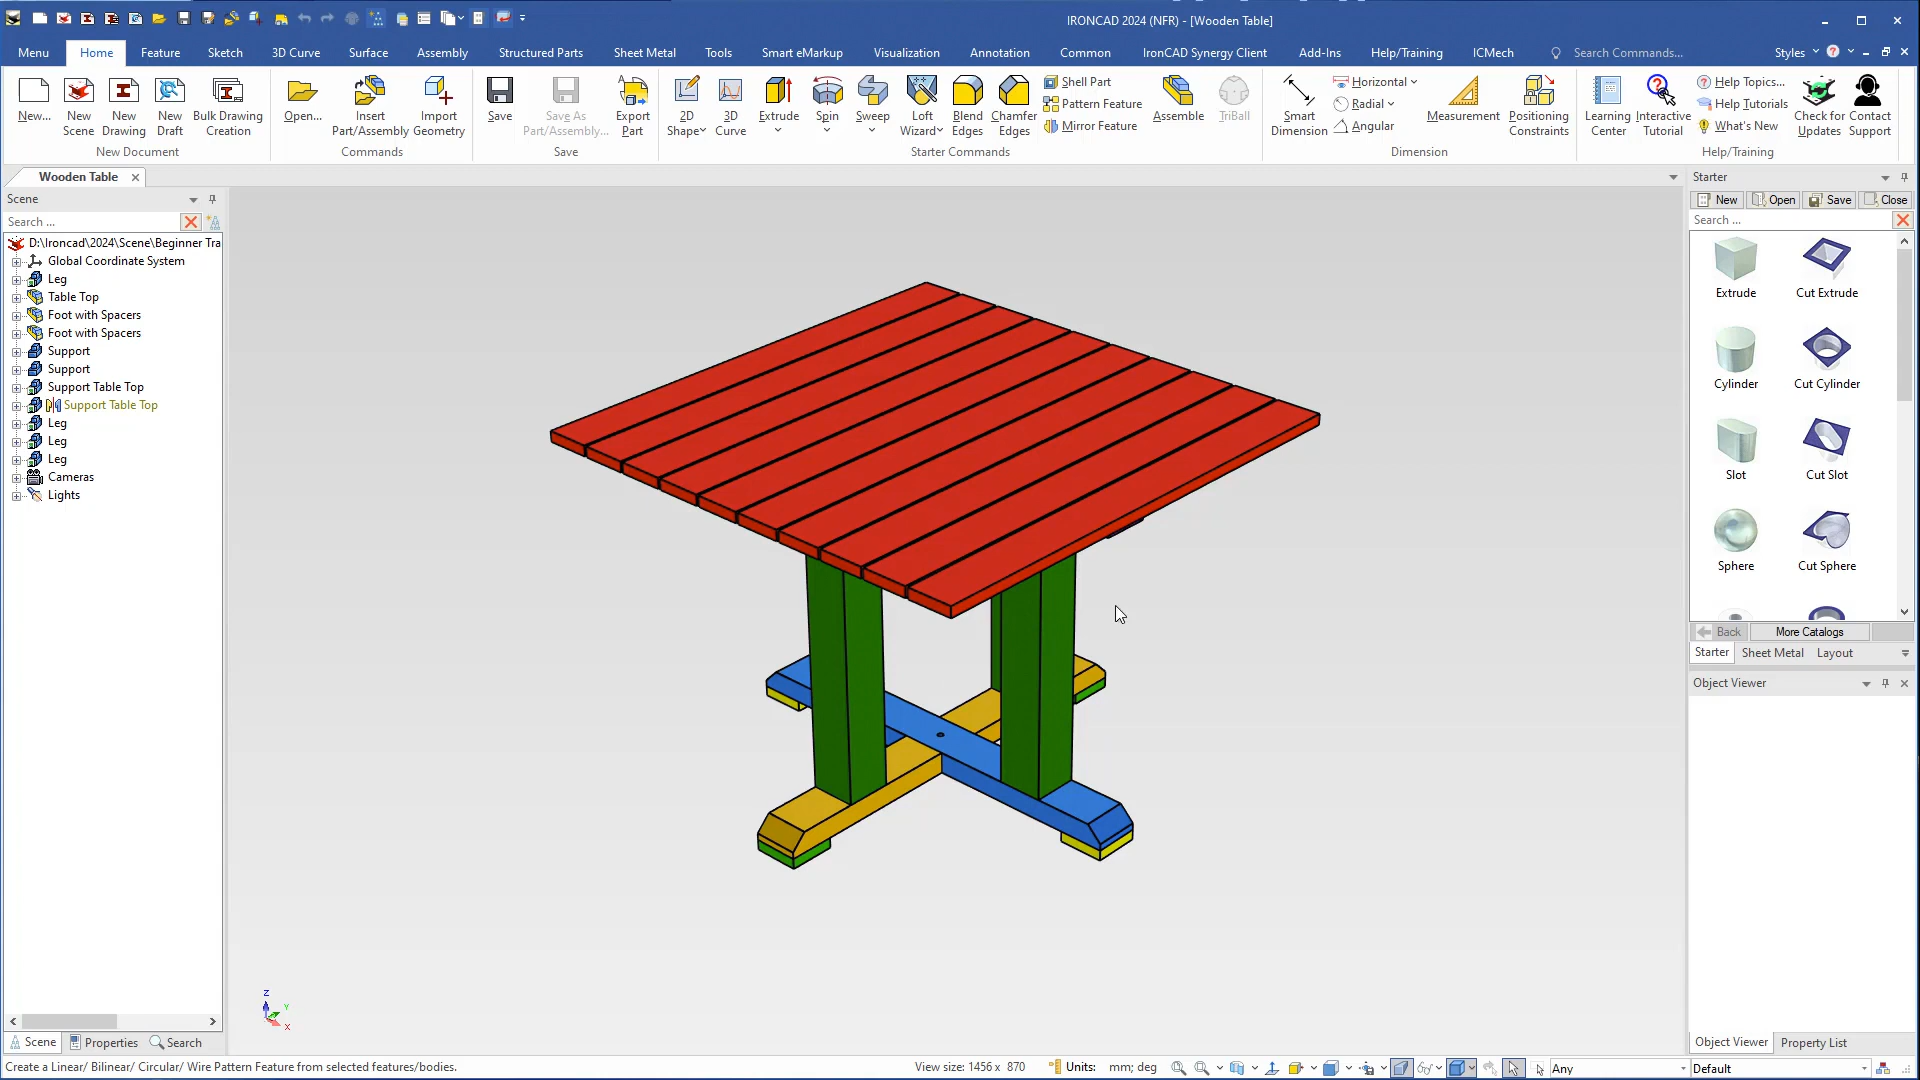 IRONCAD 2024 (NFR) - [Wooden Table]
Menu Home Feature Sketch 3D Curve Surface Assembly Structured Parts Sheet Metal Tools Smart eMarkup Visualization Annotation Common IronCAD Synergy Client Add-Ins Help/Training ICMech Search Commands... Styles
New... New Scene New Drawing New Draft Bulk Drawing Creation
New Document
Open... Insert Part/Assembly Import Geometry
Commands
Save Save As Part/Assembly... Export Part
Save
2D Shape 3D Curve Extrude Spin Sweep Loft Wizard Blend Edges Chamfer Edges
Shell Part
Pattern Feature
Mirror Feature
Assemble TriBall
Starter Commands
Smart Dimension
Horizontal
Radial
Angular
Measurement Positioning Constraints
Dimension
Learning Center Interactive Tutorial
Help Topics...
Help Tutorials
What's New
Check for Updates Contact Support
Help/Training
Wooden Table
Scene
Search ...
D:\Ironcad\2024\Scene\Beginner Tra
Global Coordinate System
Leg
Table Top
Foot with Spacers
Foot with Spacers
Support
Support
Support Table Top
Support Table Top
Leg
Leg
Leg
Cameras
Lights
Scene Properties Search
Z
Y
X
Starter
New Open Save Close
Search ...
Extrude Cut Extrude
Cylinder Cut Cylinder
Slot Cut Slot
Sphere Cut Sphere
Back More Catalogs
Starter Sheet Metal Layout
Object Viewer
Object Viewer Property List
Create a Linear/ Bilinear/ Circular/ Wire Pattern Feature from selected features/bodies.
View size: 1456 x 870
Units: mm; deg
Any
Default